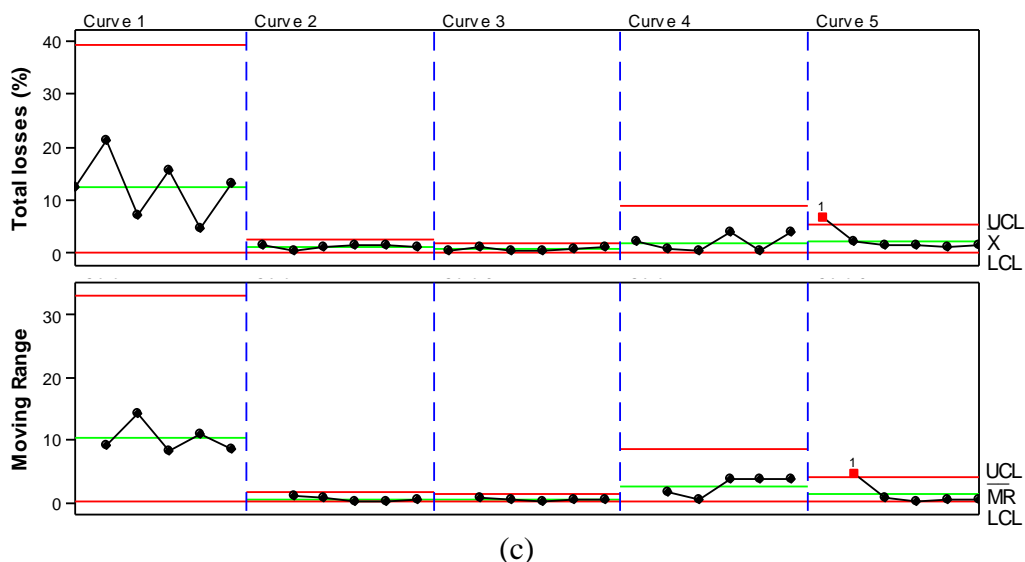 Curve 1 Curve 2 Curve 3 Curve 4 Curve 5
Total losses (%)
40
30
20
10
0
1
UCL
X
LCL
Moving Range
30
20
10
0
1
UCL
MR
LCL
(c)